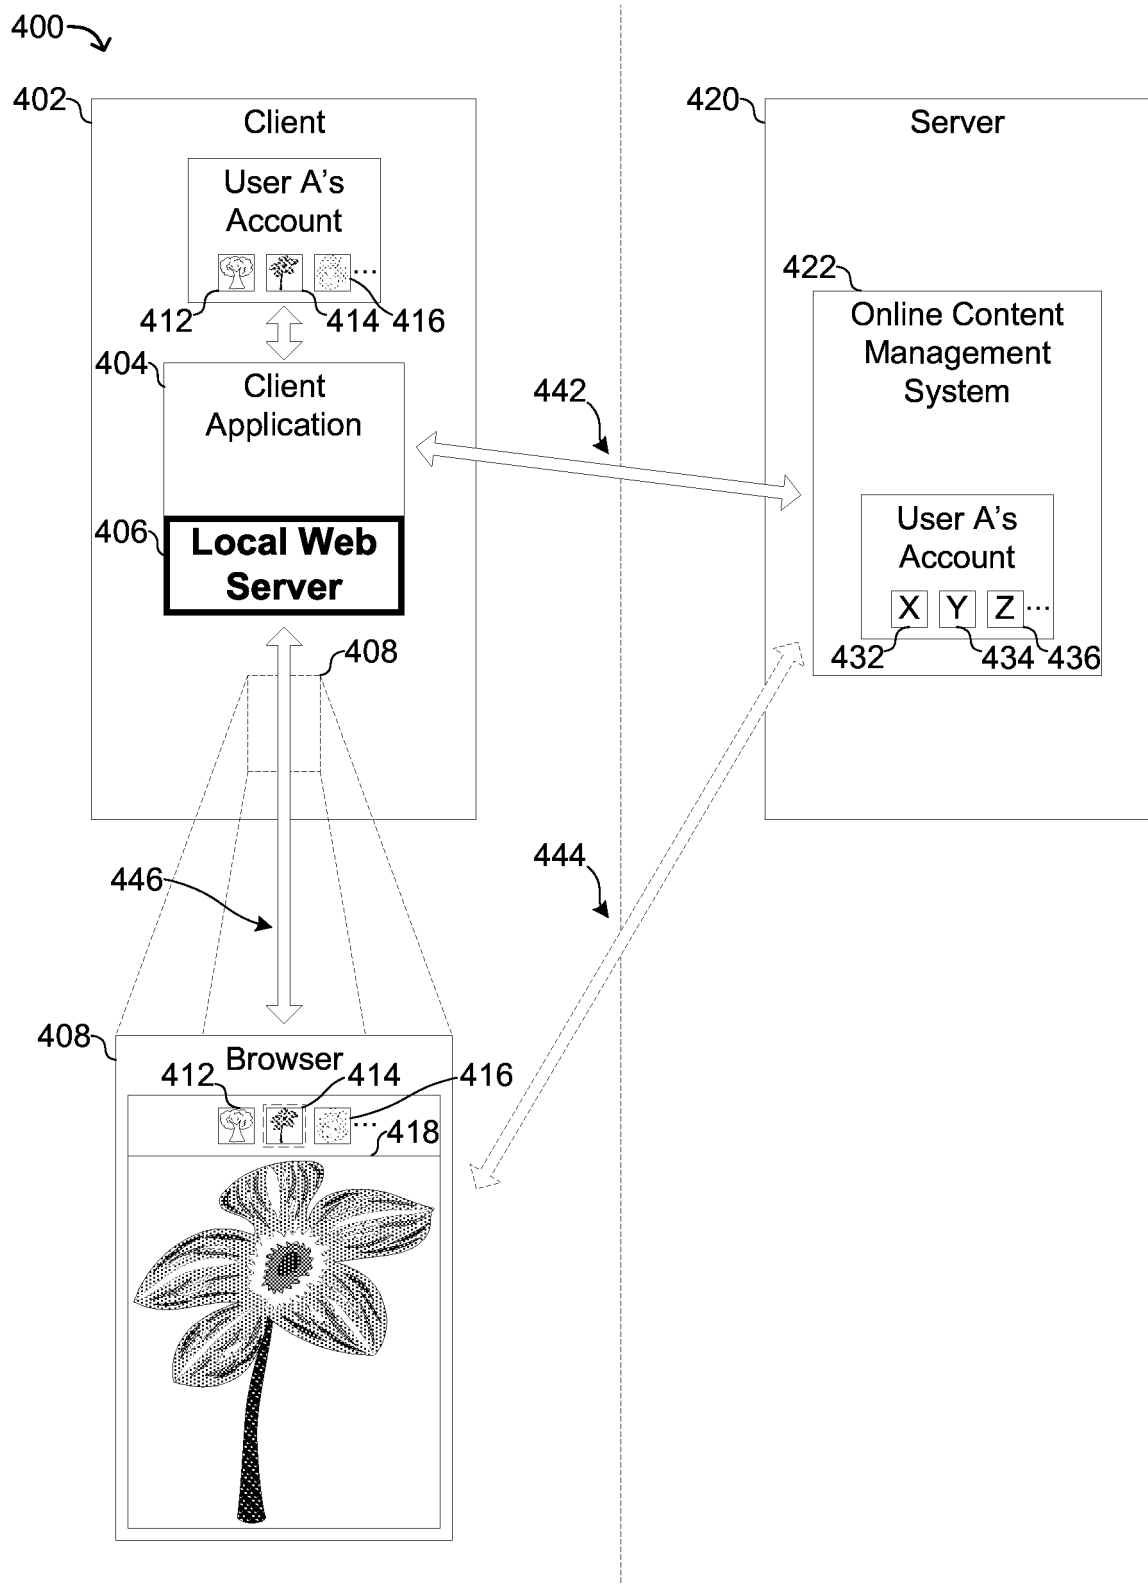 400
402
Client
User A's
Account
...
412
414
416
404
Client
Application
406
Local Web
Server
408
442
420
Server
422
Online Content
Management
System
User A's
Account
X Y Z ...
432
434
436
446
444
408
Browser
412
414
416
...
418